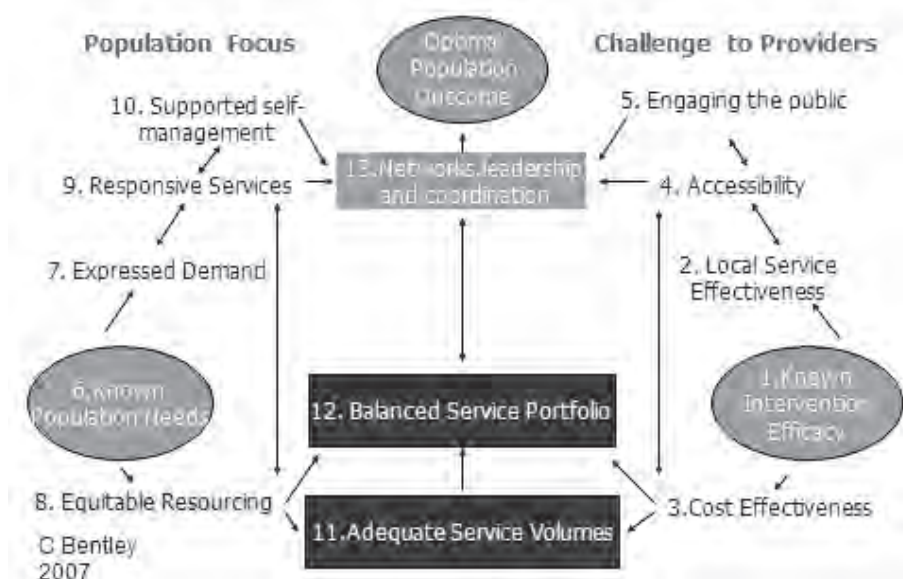 Population Focus
Challenge to Providers
Optimal
Population
Outcome
10. Supported self-
management
5. Engaging the public
9. Responsive Services
13.Networks,leadership
and coordination
4. Accessibility
7. Expressed Demand
2. Local Service
Effectiveness
6.Known
Population Needs
12. Balanced Service Portfolio
1.Known
Intervention
Efficacy
8. Equitable Resourcing
11.Adequate Service Volumes
3.Cost Effectiveness
C Bentley
2007